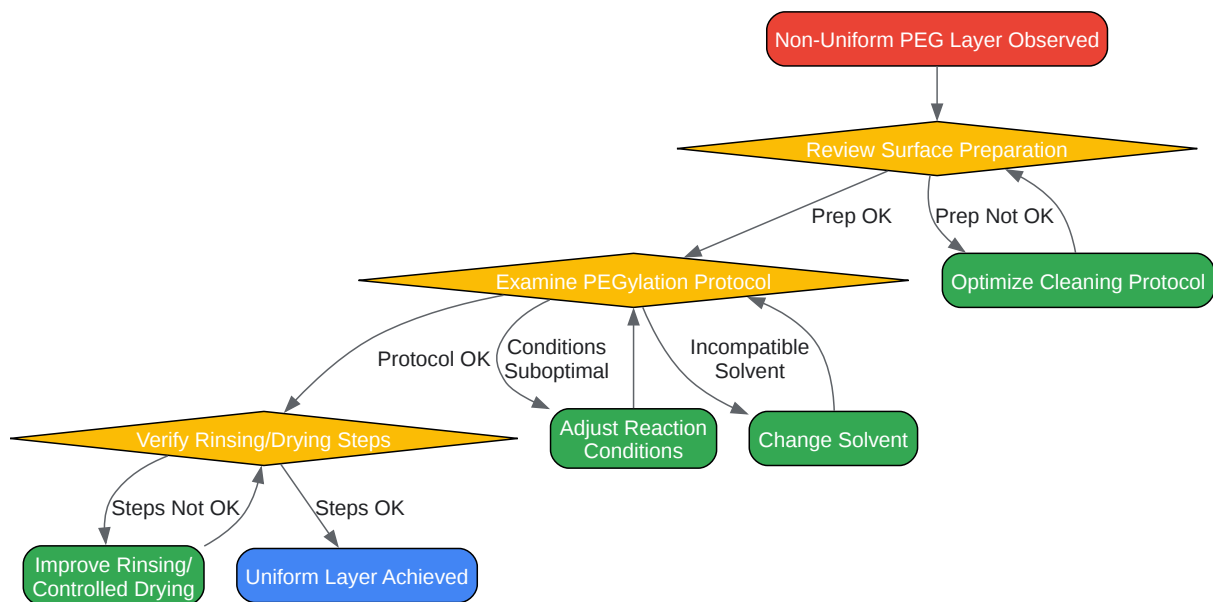 Non-Uniform PEG Layer Observed
Review Surface Preparation
Prep OK
Prep Not OK
Examine PEGylation Protocol
Optimize Cleaning Protocol
Protocol OK
Conditions
Suboptimal
Incompatible
Solvent
Verify Rinsing/Drying Steps
Adjust Reaction
Conditions
Change Solvent
Steps Not OK
Steps OK
Improve Rinsing/
Controlled Drying
Uniform Layer Achieved